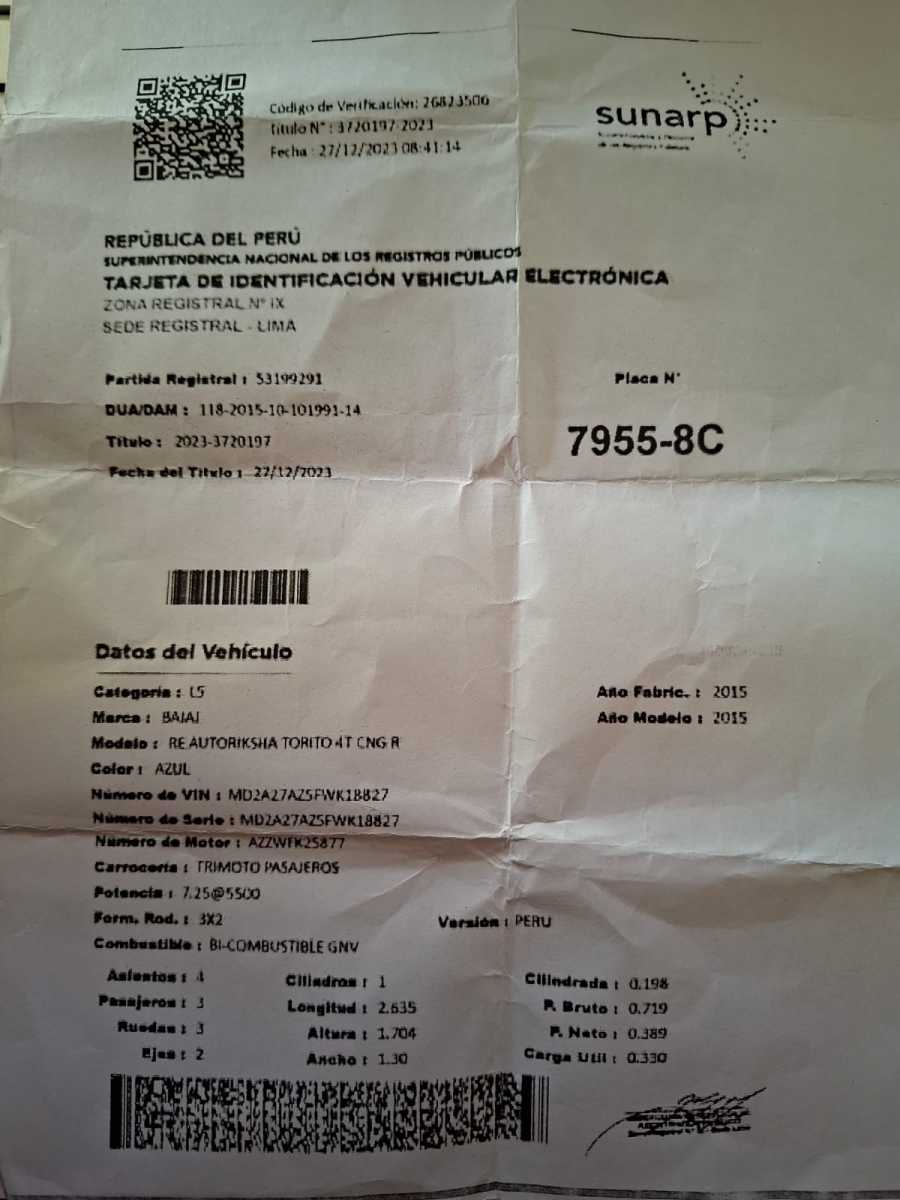 Código de Verificación: 26823506
Título N° : 3720197-2023
Fecha : 27/12/2023 08:41:14
sunarp
REPÚBLICA DEL PERÚ
SUPERINTENDENCIA NACIONAL DE LOS REGISTROS PÚBLICOS
TARJETA DE IDENTIFICACIÓN VEHICULAR ELECTRÓNICA
ZONA REGISTRAL N° IX
SEDE REGISTRAL - LIMA
Partida Registral : 53199291
DUA/DAM : 118-2015-10-101991-14
Título : 2023-3720197
Fecha del Título : 27/12/2023
Placa N°
7955-8C
Datos del Vehículo
Categoría : L5
Marca : BAJAJ
Modelo : RE AUTORIKSHA TORITO 4T CNG R
Color : AZUL
Número de VIN : MD2A27AZ5FWK18827
Número de Serie : MD2A27AZ5FWK18827
Número de Motor : AZZWFK25877
Carrocería : TRIMOTO PASAJEROS
Potencia : 7.25@5500
Form. Rod. : 3X2
Combustible : BI-COMBUSTIBLE GNV
Año Fabric. : 2015
Año Modelo : 2015
Versión : PERU
Asientos : 4
Pasajeros : 3
Ruedas : 3
Ejes : 2
Cilindros : 1
Longitud : 2.635
Altura : 1.704
Ancho : 1.30
Cilindrada : 0.198
P. Bruto : 0.719
P. Neto : 0.389
Carga Util : 0.330